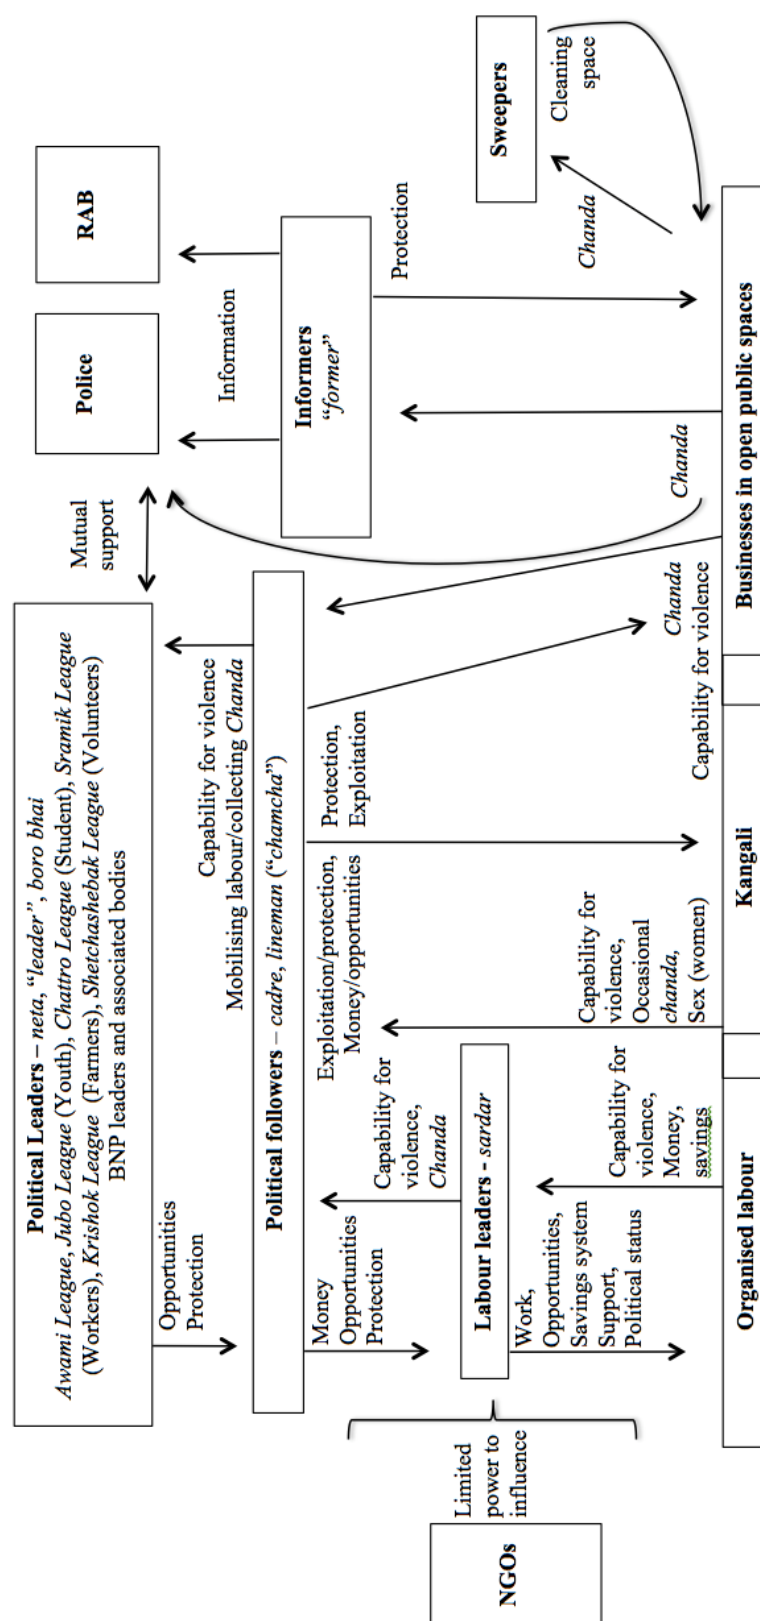 Political Leaders – neta, “leader”, boro bhai
Awami League, Jubo League (Youth), Chattro League (Student), Sramik League
(Workers), Krishok League (Farmers), Shetchashebak League (Volunteers)
BNP leaders and associated bodies
Mutual
support
Police
RAB
Opportunities
Protection
Capability for violence
Mobilising labour/collecting Chanda
Information
Political followers – cadre, lineman (“chamcha”)
Informers
“former”
Money
Opportunities
Protection
Capability for
violence,
Chanda
Exploitation/protection,
Money/opportunities
Protection,
Exploitation
Protection
NGOs
Limited
power to
influence
Labour leaders - sardar
Sweepers
Work,
Opportunities,
Savings system
Support,
Political status
Capability for
violence,
Money,
savings
Capability for
violence,
Occasional
chanda,
Sex (women)
Chanda
Capability for violence
Chanda
Chanda
Cleaning
space
Organised labour
Kangali
Businesses in open public spaces